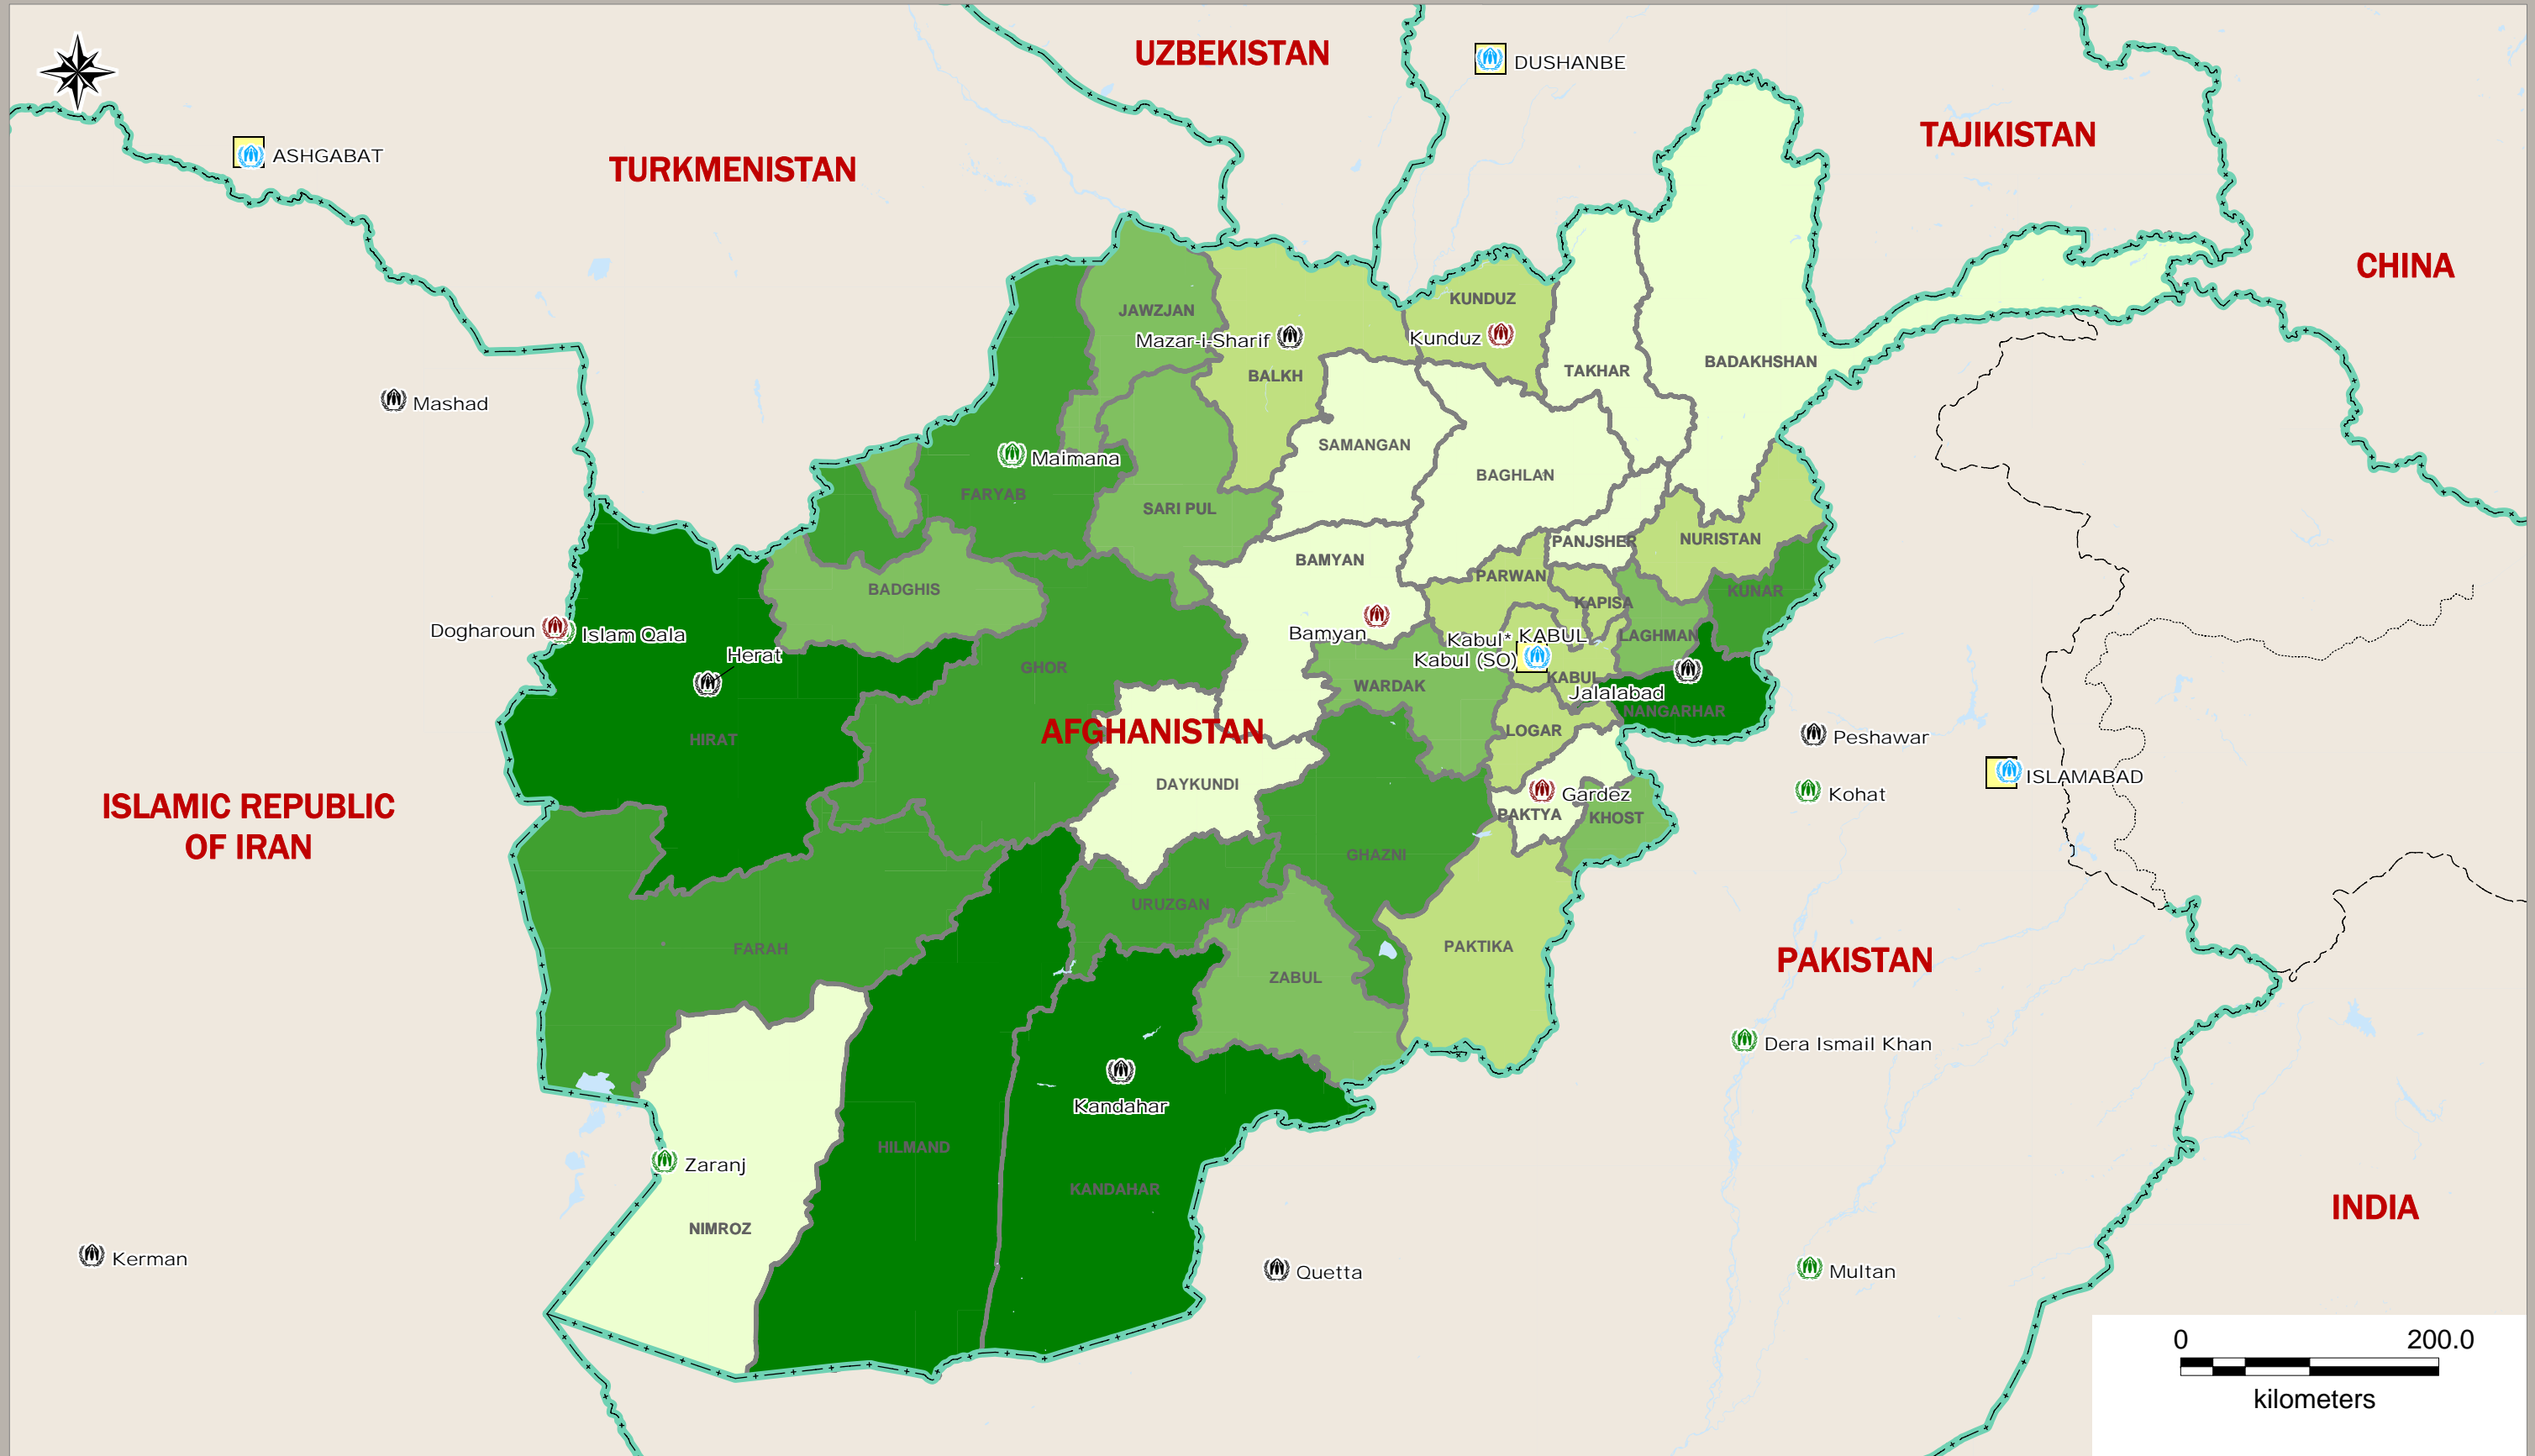 UZBEKISTAN
DUSHANBE
TAJIKISTAN
ASHGABAT
TURKMENISTAN
CHINA
JAWZJAN
KUNDUZ
Mazar-i-Sharif
Kunduz
BALKH
TAKHAR
BADAKHSHAN
Mashad
SAMANGAN
Maimana
BAGHLAN
FARYAB
SARI PUL
PANJSHER
NURISTAN
BAMYAN
PARWAN
BADGHIS
KUNAR
KAPISA
Dogharoun
Islam Qala
Bamyan
Kabul*
KABUL
LAGHMAN
Herat
Kabul (SO)
GHOR
KABUL
WARDAK
Jalalabad
NANGARHAR
HIRAT
AFGHANISTAN
LOGAR
Peshawar
ISLAMABAD
DAYKUNDI
Gardez
Kohat
ISLAMIC REPUBLIC
OF IRAN
PAKTYA
KHOST
GHAZNI
URUZGAN
FARAH
PAKTIKA
PAKISTAN
ZABUL
Dera Ismail Khan
Kandahar
HILMAND
Zaranj
KANDAHAR
INDIA
NIMROZ
Kerman
Quetta
Multan
0 200.0
kilometers